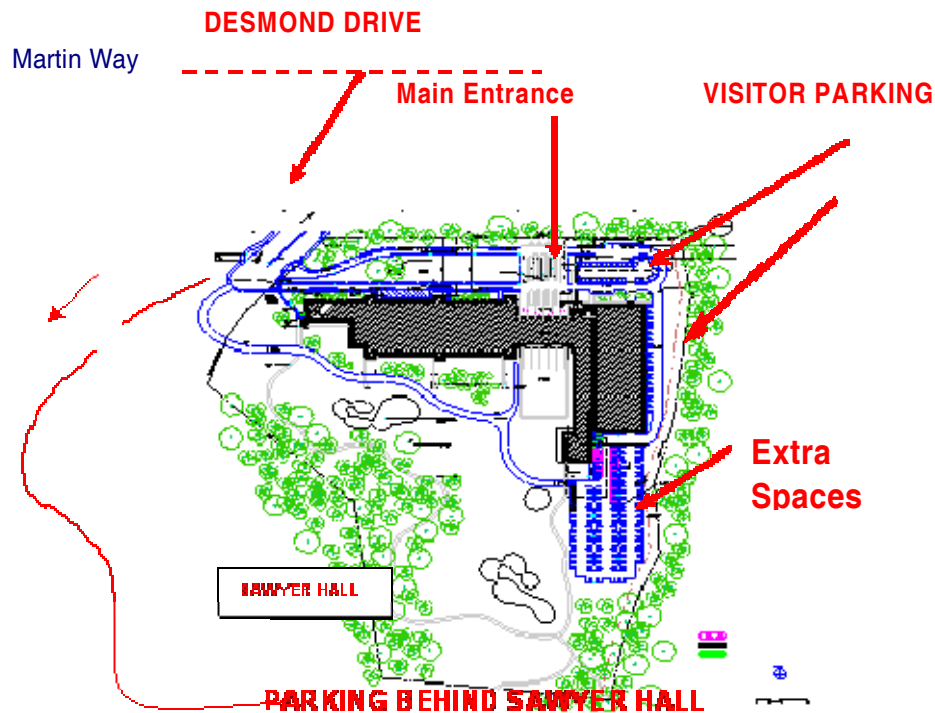 DESMOND DRIVE
Martin Way
Main Entrance
VISITOR PARKING
Extra
Spaces
SAWYER HALL
PARKING BEHIND SAWYER HALL